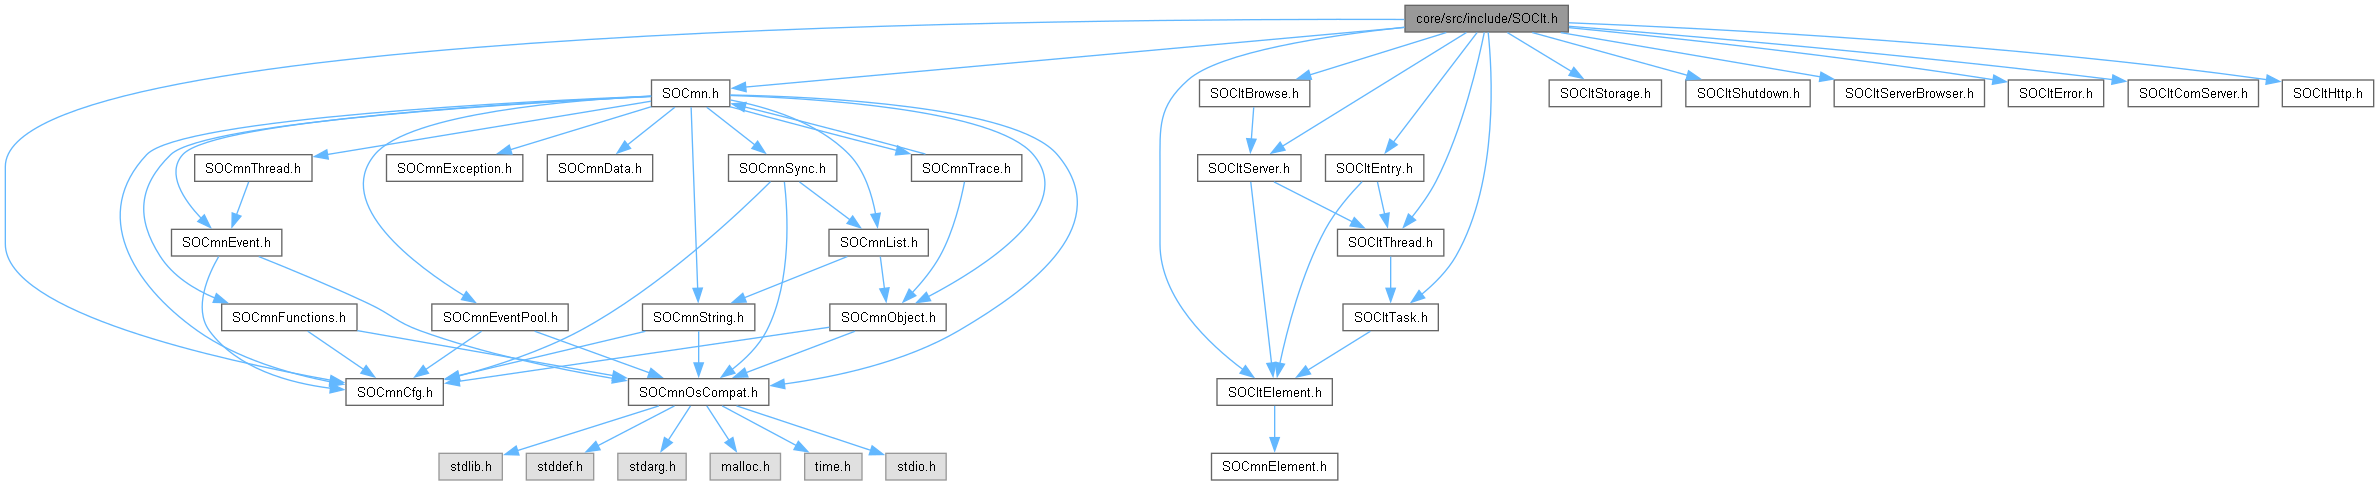 core/src/include/SOClt.h
SOCmn.h
SOCltBrowse.h
SOCltStorage.h
SOCltShutdown.h
SOCltServerBrowser.h
SOCltError.h
SOCltComServer.h
SOCltHttp.h
SOCmnThread.h
SOCmnException.h
SOCmnData.h
SOCmnSync.h
SOCmnTrace.h
SOCltServer.h
SOCltEntry.h
SOCmnEvent.h
SOCmnList.h
SOCltThread.h
SOCmnFunctions.h
SOCmnEventPool.h
SOCmnString.h
SOCmnObject.h
SOCltTask.h
SOCmnCfg.h
SOCmnOsCompat.h
SOCltElement.h
stdlib.h
stddef.h
stdarg.h
malloc.h
time.h
stdio.h
SOCmnElement.h